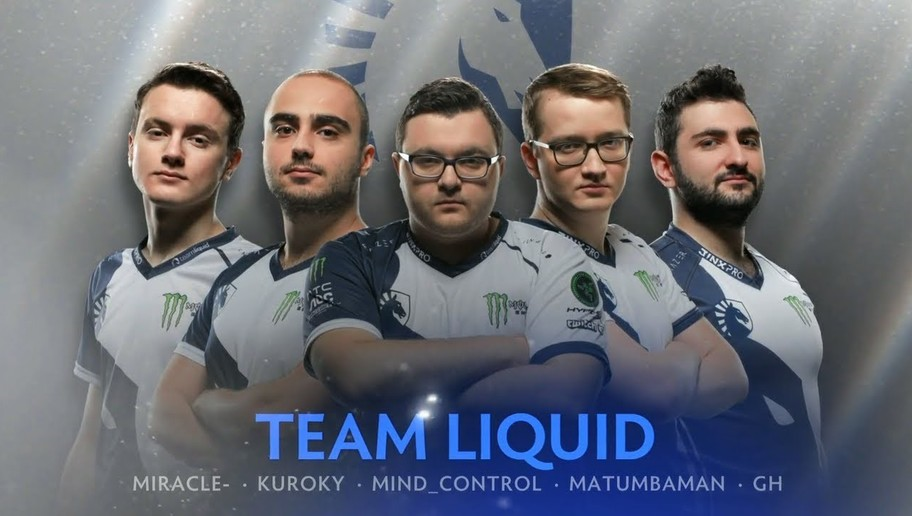 TEAM LIQUID
MIRACLE- · KUROKY · MIND_CONTROL · MATUMBAMAN · GH